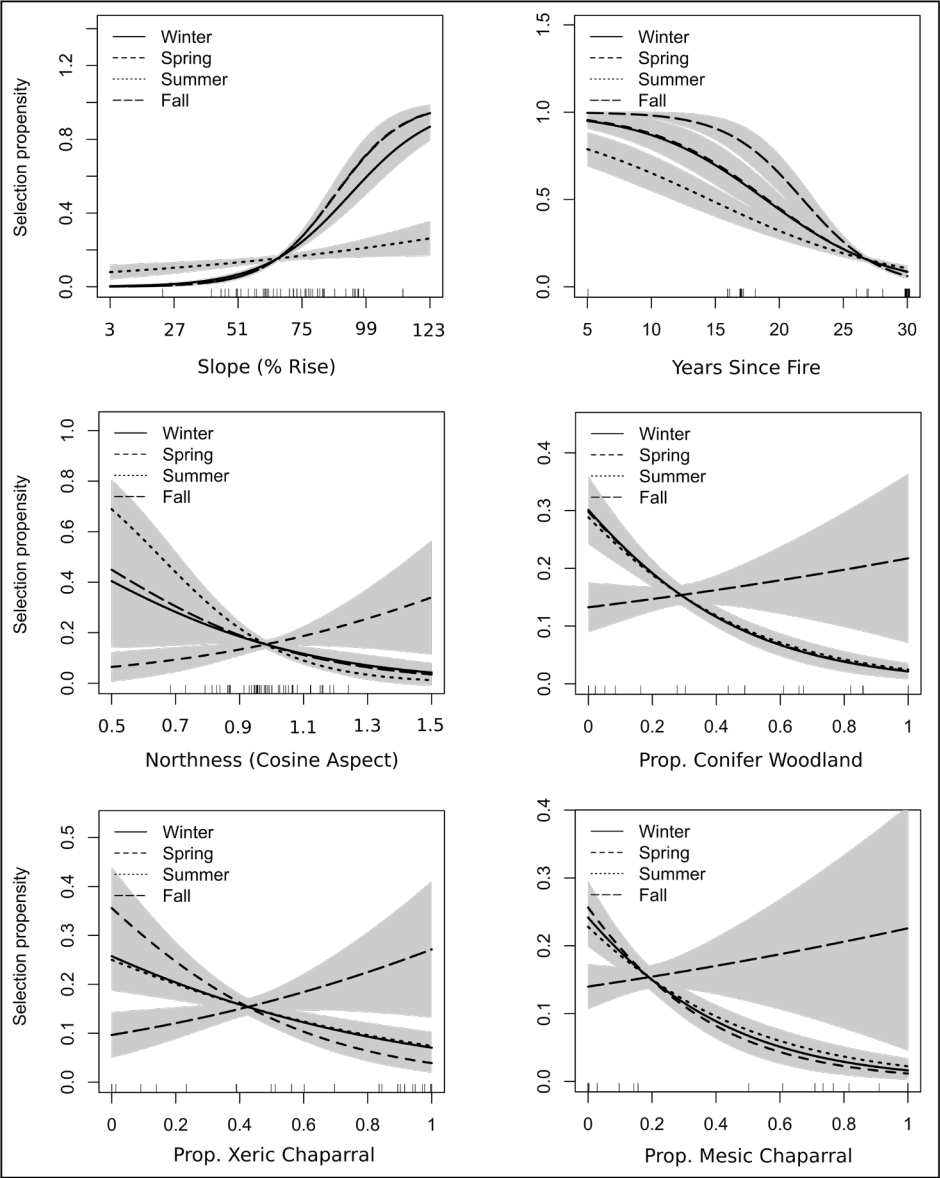 Selection propensity
1.2
0.8
0.4
0.0
Winter
Spring
Summer
Fall
3 27 51 75 99 123
Slope (% Rise)
1.5
1.0
0.5
0.0
Winter
Spring
Summer
Fall
5 10 15 20 25 30
Years Since Fire
Selection propensity
1.0
0.8
0.6
0.4
0.2
0.0
Winter
Spring
Summer
Fall
0.5 0.7 0.9 1.1 1.3 1.5
Northness (Cosine Aspect)
0.4
0.3
0.2
0.1
0.0
Winter
Spring
Summer
Fall
0 0.2 0.4 0.6 0.8 1
Prop. Conifer Woodland
Selection propensity
0.5
0.4
0.3
0.2
0.1
0.0
Winter
Spring
Summer
Fall
0 0.2 0.4 0.6 0.8 1
Prop. Xeric Chaparral
0.4
0.3
0.2
0.1
0.0
Winter
Spring
Summer
Fall
0 0.2 0.4 0.6 0.8 1
Prop. Mesic Chaparral